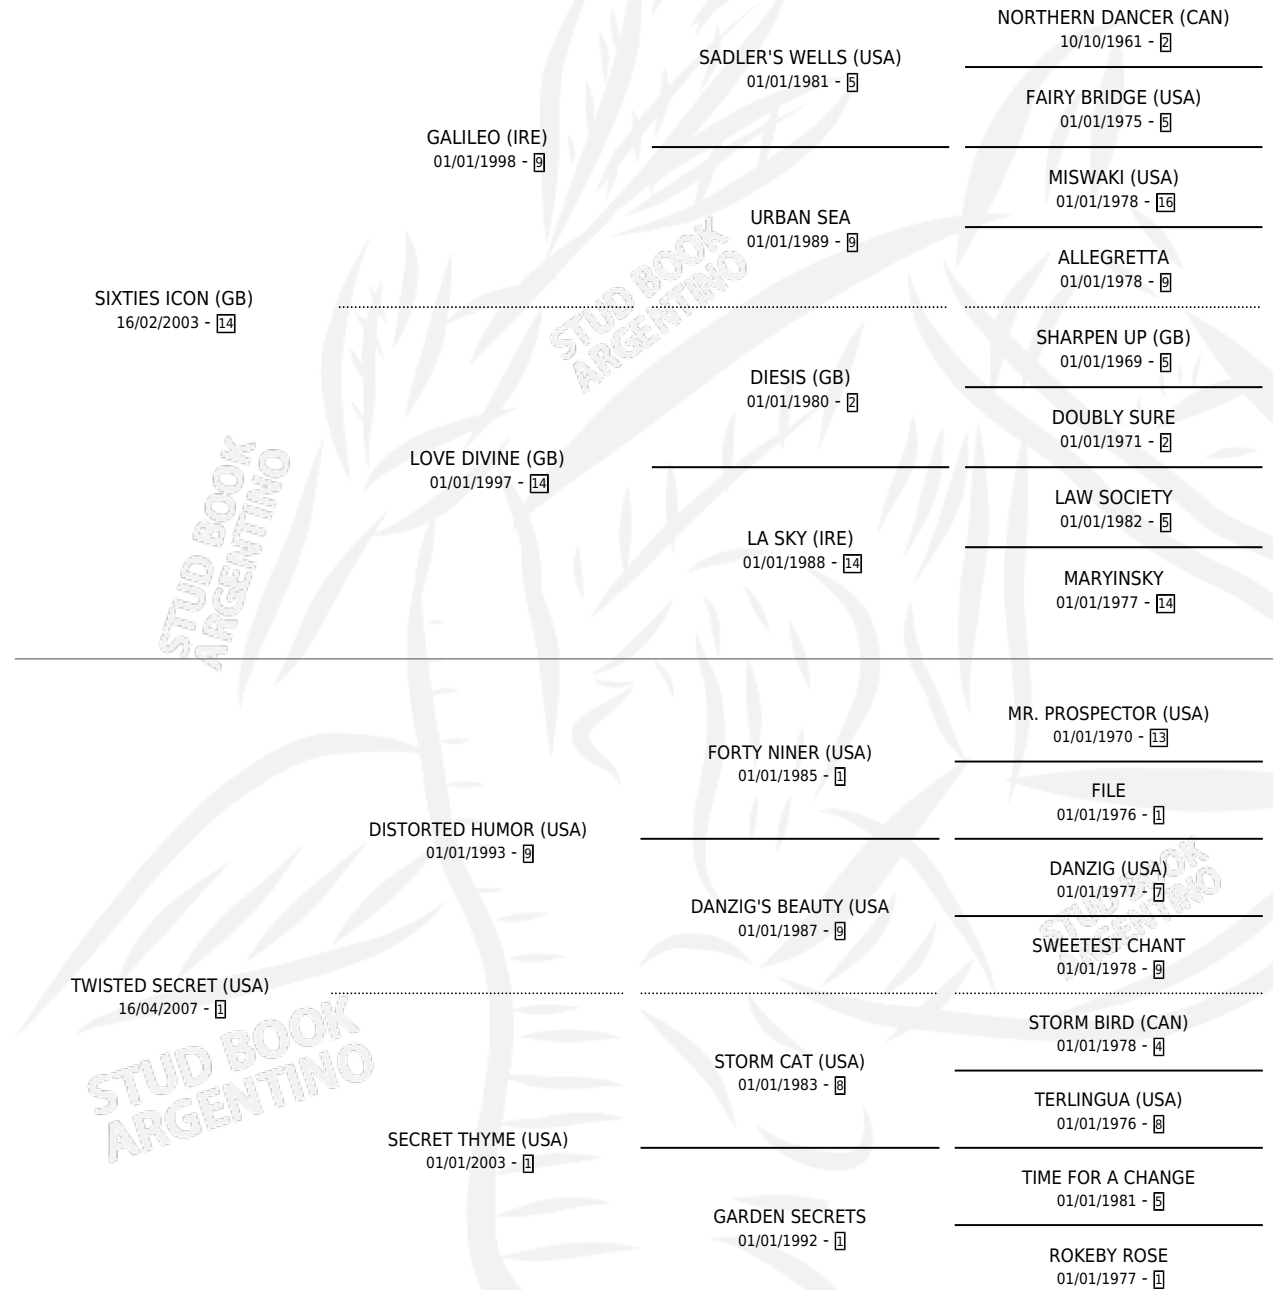 NORTHERN DANCER (CAN)
10/10/1961 - 2
SADLER'S WELLS (USA)
01/01/1981 - 5
FAIRY BRIDGE (USA)
01/01/1975 - 5
GALILEO (IRE)
01/01/1998 - 9
MISWAKI (USA)
01/01/1978 - 16
URBAN SEA
01/01/1989 - 9
ALLEGRETTA
01/01/1978 - 9
SIXTIES ICON (GB)
16/02/2003 - 14
STUD BOOK
ARGENTINO
SHARPEN UP (GB)
01/01/1969 - 5
DIESIS (GB)
01/01/1980 - 2
DOUBLY SURE
01/01/1971 - 2
LOVE DIVINE (GB)
01/01/1997 - 14
LAW SOCIETY
01/01/1982 - 5
LA SKY (IRE)
01/01/1988 - 14
MARYINSKY
01/01/1977 - 14
STUD BOOK
ARGENTINO
MR. PROSPECTOR (USA)
01/01/1970 - 13
FORTY NINER (USA)
01/01/1985 - 1
FILE
01/01/1976 - 1
DISTORTED HUMOR (USA)
01/01/1993 - 9
DANZIG (USA)
01/01/1977 - 7
DANZIG'S BEAUTY (USA
01/01/1987 - 9
SWEETEST CHANT
01/01/1978 - 9
STUD BOOK
ARGENTINO
TWISTED SECRET (USA)
16/04/2007 - 1
STORM BIRD (CAN)
01/01/1978 - 4
STORM CAT (USA)
01/01/1983 - 8
TERLINGUA (USA)
01/01/1976 - 8
STUD BOOK
ARGENTINO
SECRET THYME (USA)
01/01/2003 - 1
TIME FOR A CHANGE
01/01/1981 - 5
GARDEN SECRETS
01/01/1992 - 1
ROKEBY ROSE
01/01/1977 - 1